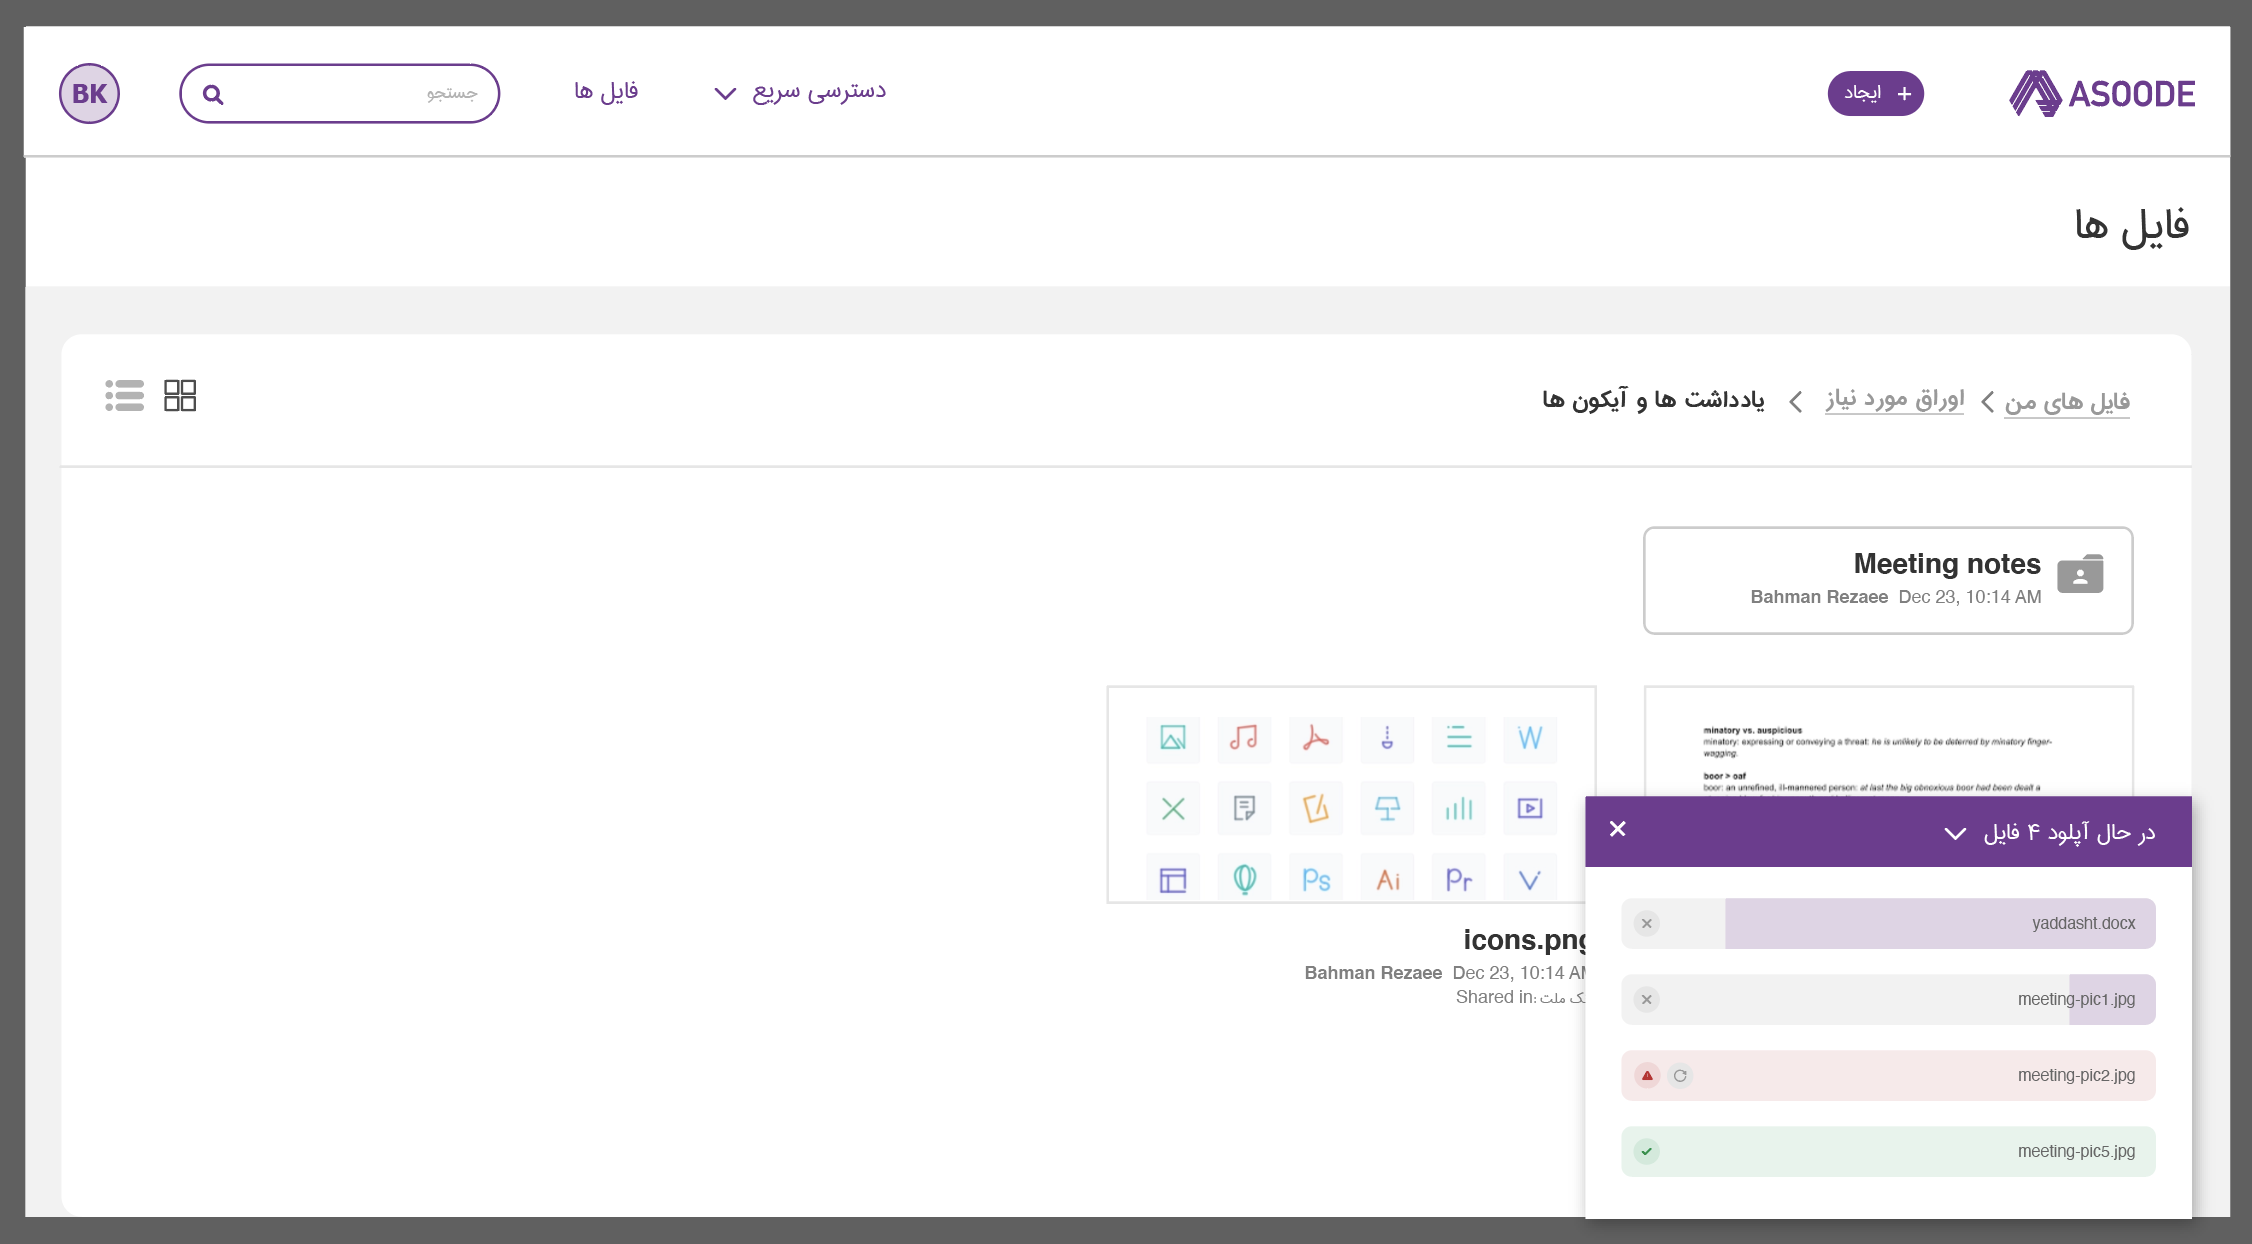 ASOODE
+ ایجاد
دسترسی سریع
فایل ها
جستجو
BK
فایل ها
فایل های من
اوراق مورد نیاز
یادداشت ها و آیکون ها
Meeting notes
Bahman Rezaee Dec 23, 10:14 AM
minatory vs. auspicious
minatory: expressing or conveying a threat: he is unlikely to be deterred by minatory finger-
wagging.
boor > oaf
boor: an unrefined, ill-mannered person: at last the big obnoxious boor had been dealt a
W
Ps
Ai
Pr
icons.png
Bahman Rezaee Dec 23, 10:14 AM
Shared in: ک ملت
در حال آپلود ۴ فایل
yaddasht.docx
meeting-pic1.jpg
meeting-pic2.jpg
meeting-pic5.jpg